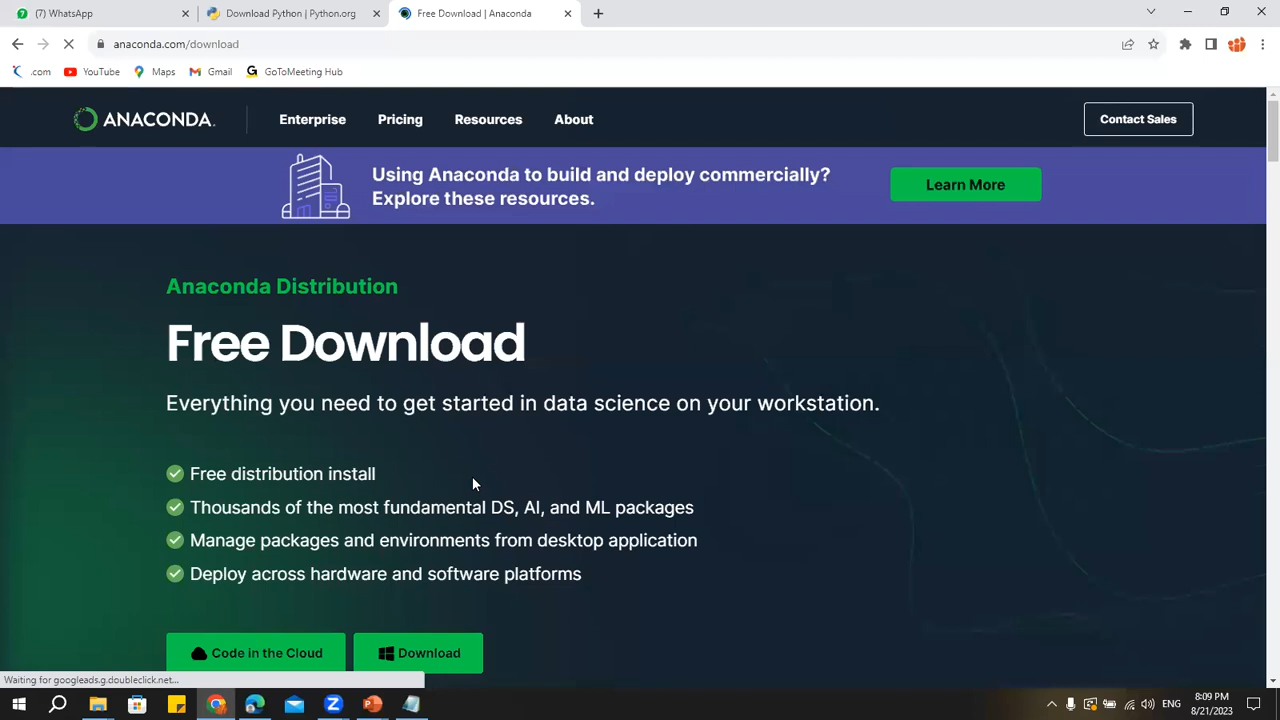 WhatsApp
Download Python | Python.org
Free Download | Anaconda
anaconda.com/download
.com
YouTube
Maps
Gmail
GoToMeeting Hub
ANACONDA.
Enterprise
Pricing
Resources
About
Contact Sales
Using Anaconda to build and deploy commercially?
Explore these resources.
Learn More
Anaconda Distribution
Free Download
Everything you need to get started in data science on your workstation.
Free distribution install
Thousands of the most fundamental DS, AI, and ML packages
Manage packages and environments from desktop application
Deploy across hardware and software platforms
Code in the Cloud
Download
Waiting for googleads.g.doubleclick.net...
ENG
8:09 PM
8/21/2023